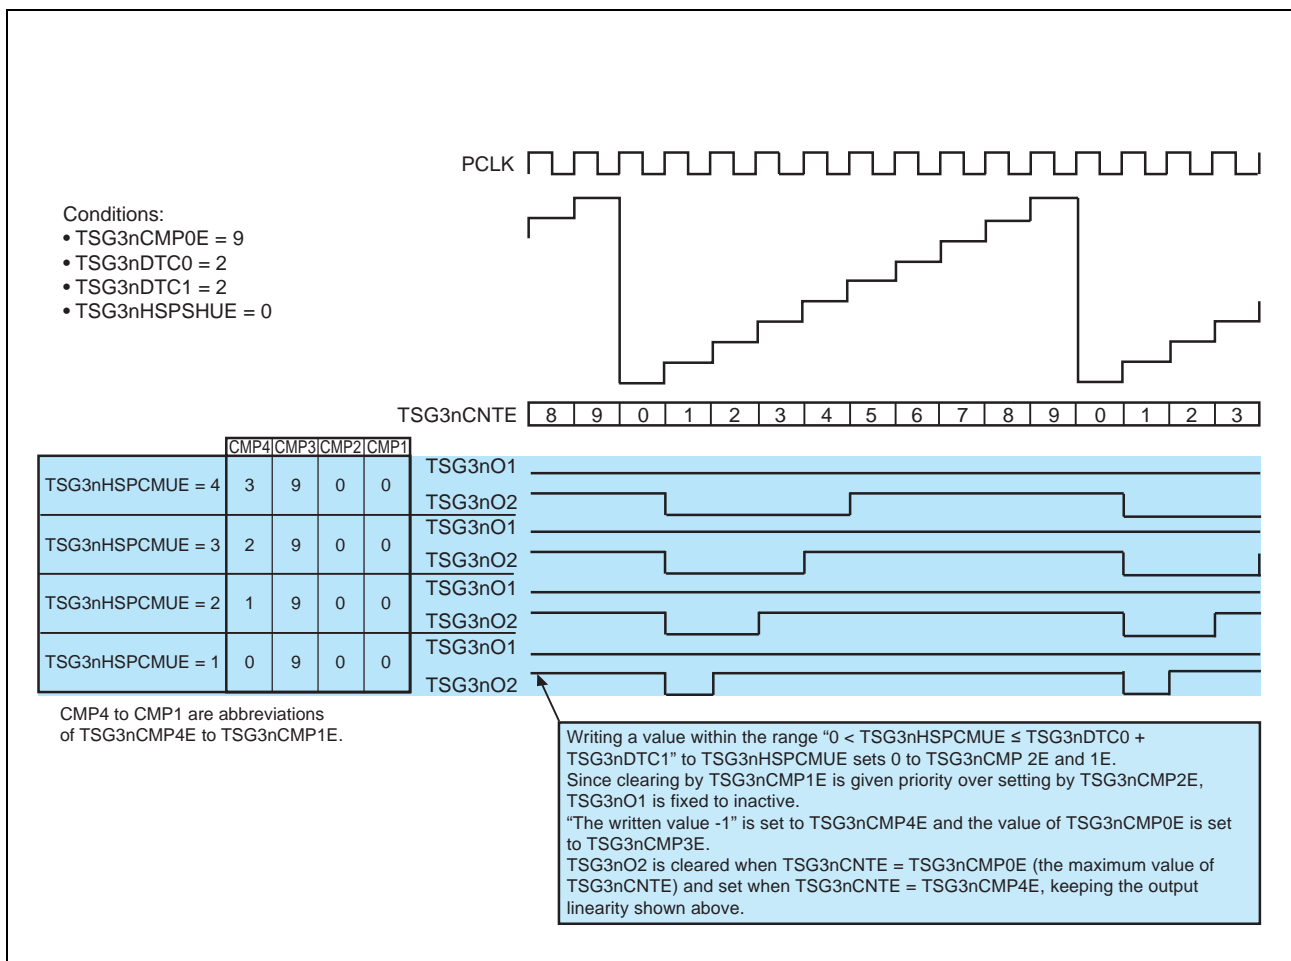 PCLK
Conditions:
• TSG3nCMP0E = 9
• TSG3nDTC0 = 2
• TSG3nDTC1 = 2
• TSG3nHSPSHUE = 0
TSG3nCNTE 8 9 0 1 2 3 4 5 6 7 8 9 0 1 2 3
CMP4 CMP3 CMP2 CMP1
TSG3nHSPCMUE = 4 3 9 0 0
TSG3nO1
TSG3nO2
TSG3nHSPCMUE = 3 2 9 0 0
TSG3nO1
TSG3nO2
TSG3nHSPCMUE = 2 1 9 0 0
TSG3nO1
TSG3nO2
TSG3nHSPCMUE = 1 0 9 0 0
TSG3nO1
TSG3nO2
CMP4 to CMP1 are abbreviations
of TSG3nCMP4E to TSG3nCMP1E.
Writing a value within the range “0 < TSG3nHSPCMUE ≤ TSG3nDTC0 +
TSG3nDTC1” to TSG3nHSPCMUE sets 0 to TSG3nCMP 2E and 1E.
Since clearing by TSG3nCMP1E is given priority over setting by TSG3nCMP2E,
TSG3nO1 is fixed to inactive.
“The written value -1” is set to TSG3nCMP4E and the value of TSG3nCMP0E is set
to TSG3nCMP3E.
TSG3nO2 is cleared when TSG3nCNTE = TSG3nCMP0E (the maximum value of
TSG3nCNTE) and set when TSG3nCNTE = TSG3nCMP4E, keeping the output
linearity shown above.